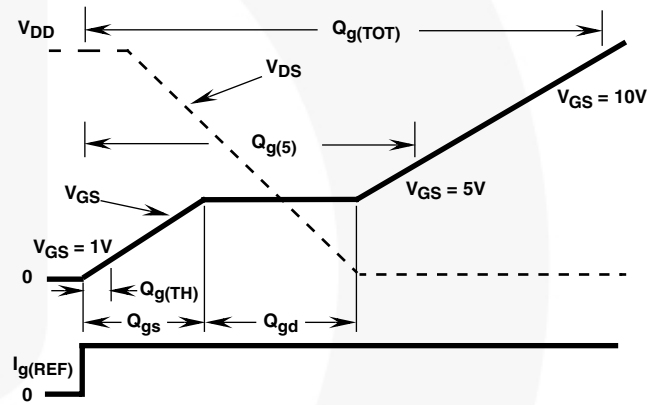 V_DD
Q_g(TOT)
V_DS
V_GS = 10V
Q_g(5)
V_GS
V_GS = 5V
V_GS = 1V
0
Q_g(TH)
Q_gs
Q_gd
I_g(REF)
0